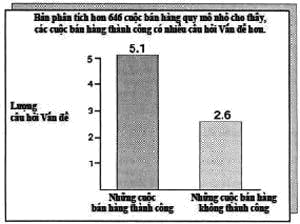 Bản phân tích hơn 646 cuộc bán hàng quy mô nhỏ cho thấy,
các cuộc bán hàng thành công có nhiều câu hỏi Vấn đề hơn.
5
4
3
2
1
5.1
2.6
Lượng
câu hỏi Vấn đề
Những cuộc
bán hàng thành công
Những cuộc bán hàng
không thành công